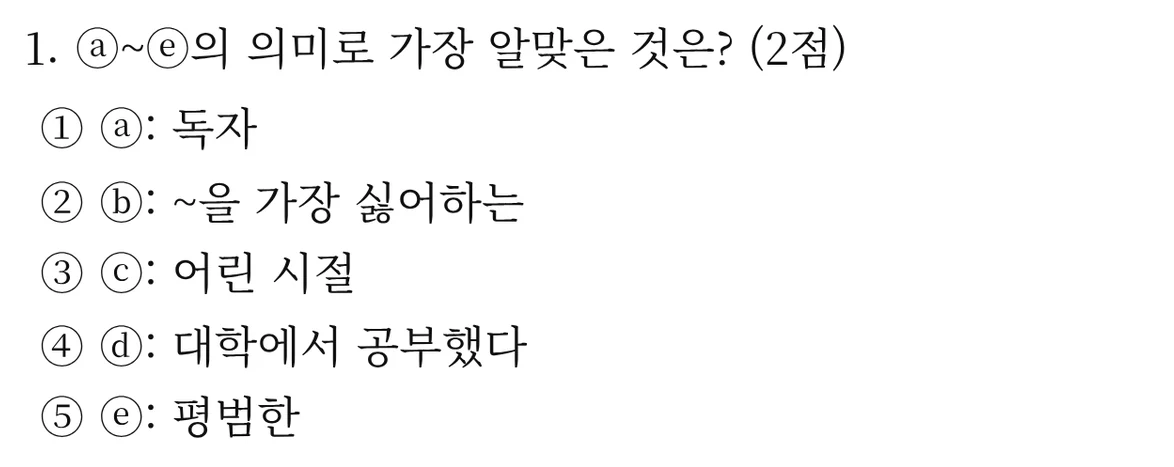 1. ⓐ~ⓔ의 의미로 가장 알맞은 것은? (2점)
① ⓐ: 독자
② ⓑ: ~을 가장 싫어하는
③ ⓒ: 어린 시절
④ ⓓ: 대학에서 공부했다
⑤ ⓔ: 평범한